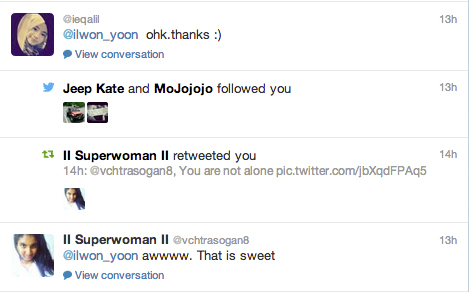 @ieqalil 13h
@ilwon_yoon ohk.thanks :)
View conversation
Jeep Kate and MoJojojo followed you 13h
II Superwoman II retweeted you 14h
14h: @vchtrasogan8, You are not alone pic.twitter.com/jbXqdFPAq5
II Superwoman II @vchtrasogan8 13h
@ilwon_yoon awwww. That is sweet
View conversation